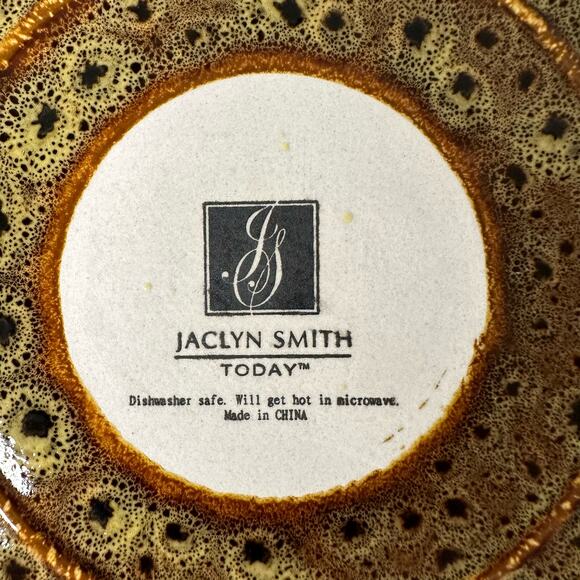 JS
JACLYN SMITH
TODAY™
Dishwasher safe. Will get hot in microwave.
Made in CHINA